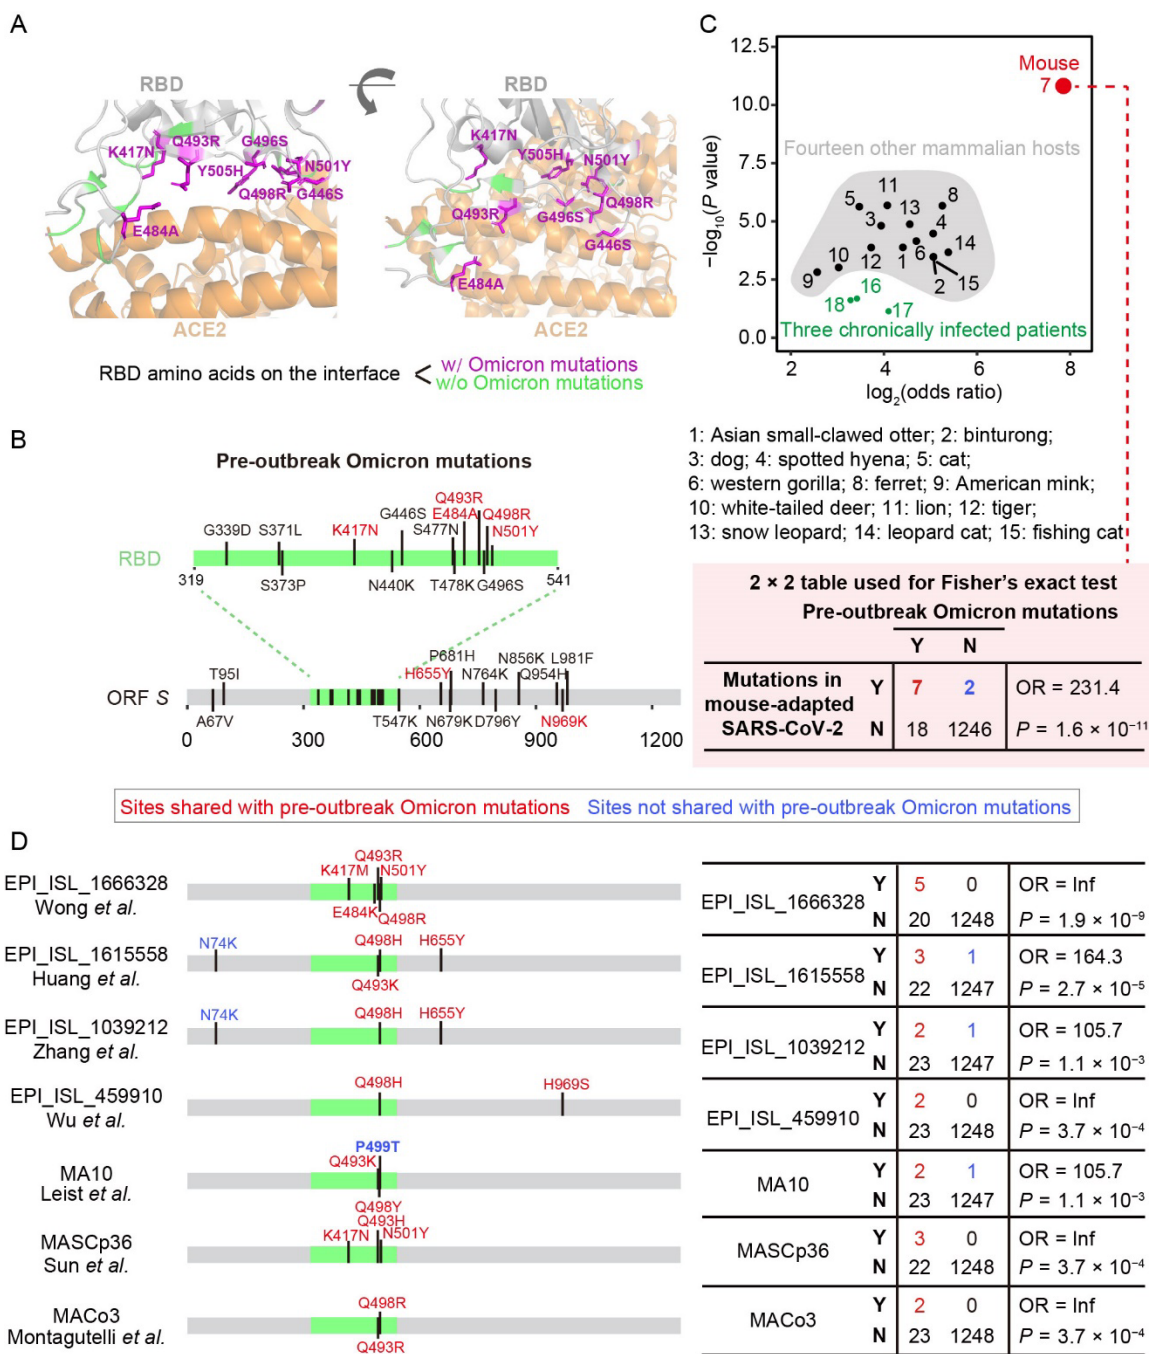 A
RBD
RBD
K417N
Q493R
G496S
Y505H
N501Y
Q498R
G446S
E484A
ACE2
K417N
Y505H
N501Y
Q493R
G496S
Q498R
G446S
E484A
ACE2
RBD amino acids on the interface <
w/ Omicron mutations
w/o Omicron mutations
B
Pre-outbreak Omicron mutations
Q493R
G339D S371L K417N G446S S477N E484A Q498R N501Y
RBD
319 541
S373P N440K T478K G496S
P681H N856K L981F
T95I H655Y N764K Q954H
ORF S
A67V T547K N679K D796Y N969K
0 300 600 900 1200
C
12.5
10.0
7.5
5.0
2.5
0.0
−log10(P value)
Mouse
7
Fourteen other mammalian hosts
5 11 8
3 13 4
10 12 1 6 14
9 2 15
18 16 17
Three chronically infected patients
2 4 6 8
log2(odds ratio)
1: Asian small-clawed otter; 2: binturong;
3: dog; 4: spotted hyena; 5: cat;
6: western gorilla; 8: ferret; 9: American mink;
10: white-tailed deer; 11: lion; 12: tiger;
13: snow leopard; 14: leopard cat; 15: fishing cat
2 × 2 table used for Fisher's exact test
Pre-outbreak Omicron mutations
Y N
Mutations in
mouse-adapted
SARS-CoV-2
Y 7 2 OR = 231.4
N 18 1246 P = 1.6 × 10−11
Sites shared with pre-outbreak Omicron mutations Sites not shared with pre-outbreak Omicron mutations
D
EPI_ISL_1666328
Wong et al.
Q493R
K417M N501Y
E484K Q498R
EPI_ISL_1666328
Y 5 0 OR = Inf
N 20 1248 P = 1.9 × 10−9
EPI_ISL_1615558
Huang et al.
N74K Q498H H655Y
Q493K
EPI_ISL_1615558
Y 3 1 OR = 164.3
N 22 1247 P = 2.7 × 10−5
EPI_ISL_1039212
Zhang et al.
N74K Q498H H655Y
EPI_ISL_1039212
Y 2 1 OR = 105.7
N 23 1247 P = 1.1 × 10−3
EPI_ISL_459910
Wu et al.
Q498H H969S
EPI_ISL_459910
Y 2 0 OR = Inf
N 23 1248 P = 3.7 × 10−4
MA10
Leist et al.
P499T
Q493K
Q498Y
MA10
Y 2 1 OR = 105.7
N 23 1247 P = 1.1 × 10−3
MASCp36
Sun et al.
Q493H
K417N N501Y
MASCp36
Y 3 0 OR = Inf
N 22 1248 P = 3.7 × 10−4
MACo3
Montagutelli et al.
Q498R
Q493R
MACo3
Y 2 0 OR = Inf
N 23 1248 P = 3.7 × 10−4